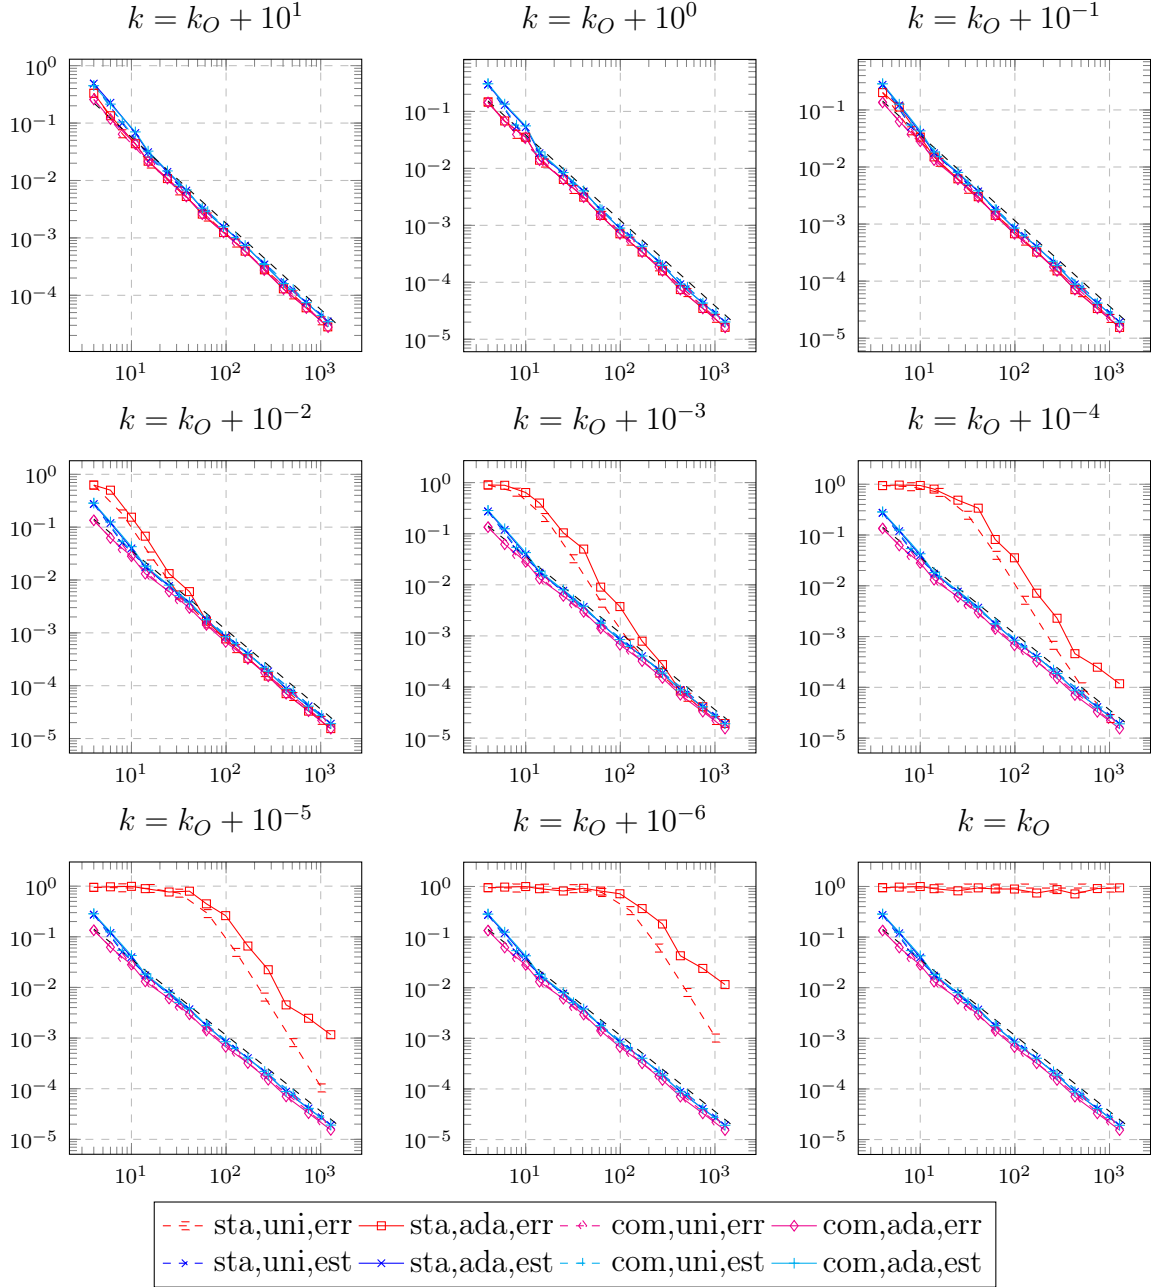 k = k_O + 10^1 k = k_O + 10^0 k = k_O + 10^{-1}
10^0
10^{-1} 10^{-1} 10^{-1}
10^{-2} 10^{-2} 10^{-2}
10^{-3} 10^{-3} 10^{-3}
10^{-4} 10^{-4} 10^{-4}
10^{-5} 10^{-5}
10^1 10^2 10^3 10^1 10^2 10^3 10^1 10^2 10^3
k = k_O + 10^{-2} k = k_O + 10^{-3} k = k_O + 10^{-4}
10^0 10^0 10^0
10^{-1} 10^{-1} 10^{-1}
10^{-2} 10^{-2} 10^{-2}
10^{-3} 10^{-3} 10^{-3}
10^{-4} 10^{-4} 10^{-4}
10^{-5} 10^{-5} 10^{-5}
10^1 10^2 10^3 10^1 10^2 10^3 10^1 10^2 10^3
k = k_O + 10^{-5} k = k_O + 10^{-6} k = k_O
10^0 10^0 10^0
10^{-1} 10^{-1} 10^{-1}
10^{-2} 10^{-2} 10^{-2}
10^{-3} 10^{-3} 10^{-3}
10^{-4} 10^{-4} 10^{-4}
10^{-5} 10^{-5} 10^{-5}
10^1 10^2 10^3 10^1 10^2 10^3 10^1 10^2 10^3
sta,uni,err sta,ada,err com,uni,err com,ada,err
sta,uni,est sta,ada,est com,uni,est com,ada,est